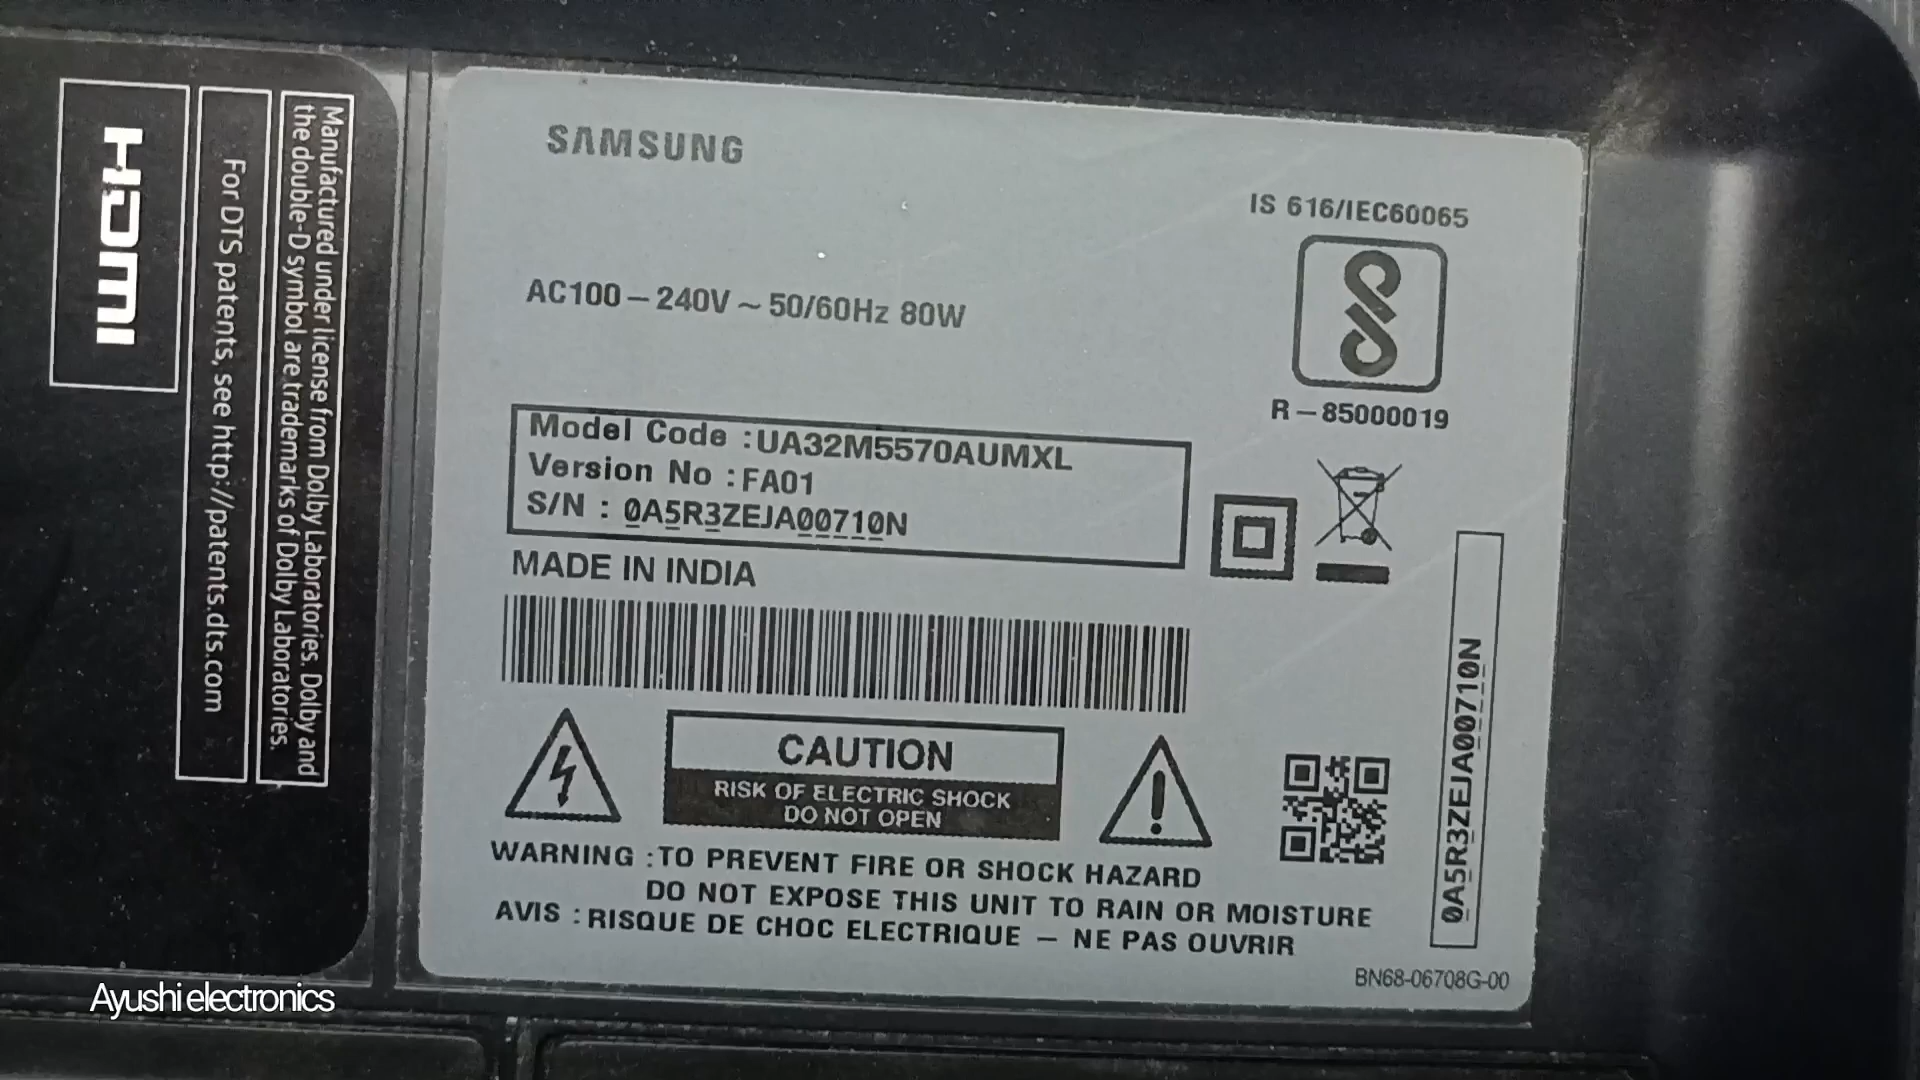 HDMI
For DTS patents, see http://patents.dts.com
Manufactured under license from Dolby Laboratories. Dolby and
the double-D symbol are trademarks of Dolby Laboratories.
SAMSUNG
IS 616/IEC60065
AC100 – 240V ~ 50/60Hz 80W
R – 85000019
Model Code : UA32M5570AUMXL
Version No : FA01
S/N : 0A5R3ZEJA00710N
MADE IN INDIA
CAUTION
RISK OF ELECTRIC SHOCK
DO NOT OPEN
WARNING : TO PREVENT FIRE OR SHOCK HAZARD
DO NOT EXPOSE THIS UNIT TO RAIN OR MOISTURE
AVIS : RISQUE DE CHOC ELECTRIQUE – NE PAS OUVRIR
0A5R3ZEJA00710N
BN68-06708G-00
Ayushi electronics